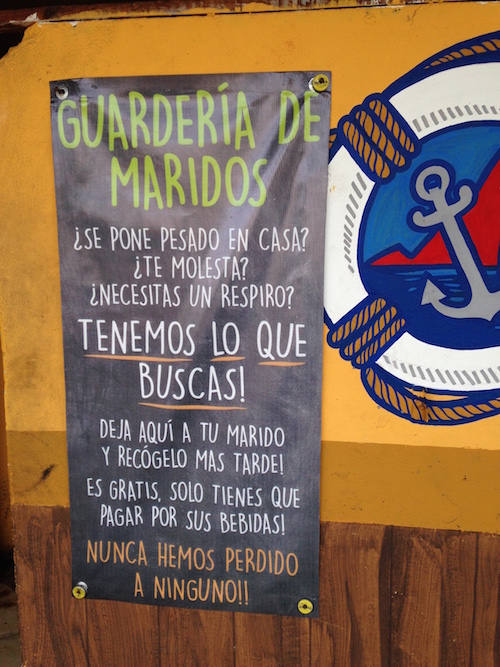 GUARDERÍA DE
MARIDOS
¿SE PONE PESADO EN CASA?
¿TE MOLESTA?
¿NECESITAS UN RESPIRO?
TENEMOS LO QUE
BUSCAS!
DEJA AQUÍ A TU MARIDO
Y RECÓGELO MAS TARDE!
ES GRATIS, SOLO TIENES QUE
PAGAR POR SUS BEBIDAS!
NUNCA HEMOS PERDIDO
A NINGUNO!!